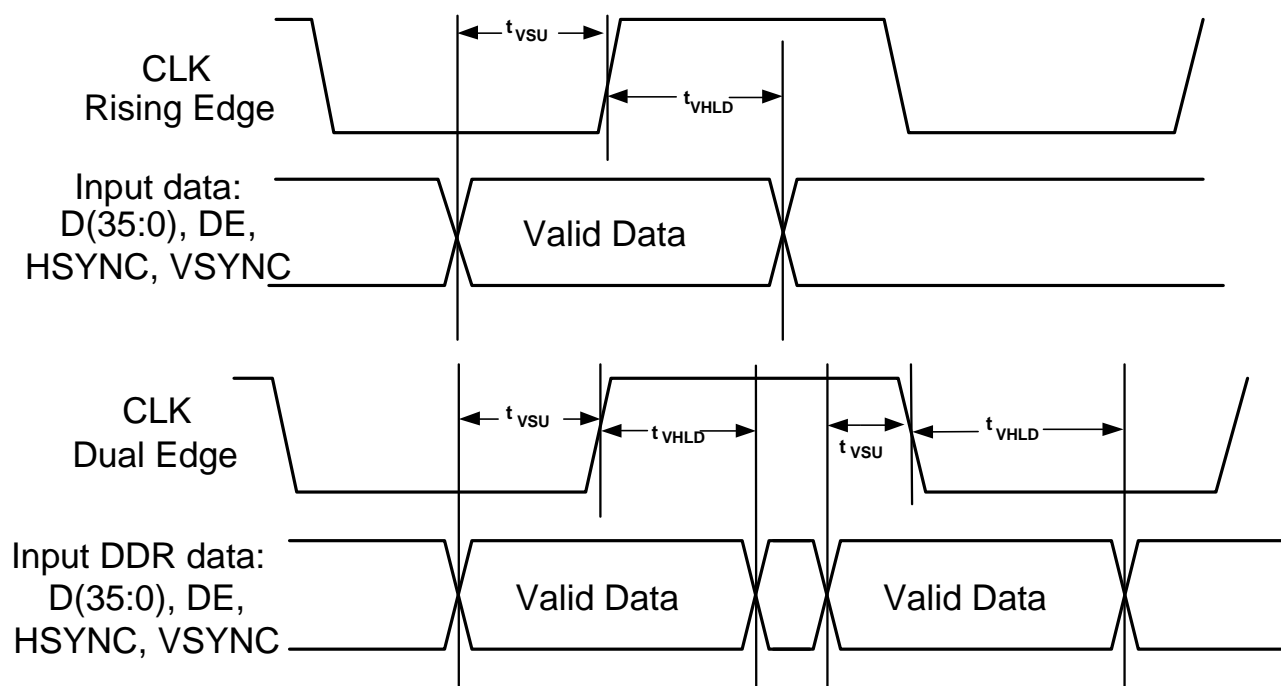 t VSU
CLK
Rising Edge
t VHLD
Input data:
D(35:0), DE,
HSYNC, VSYNC
Valid Data
CLK
Dual Edge
t VSU
t VHLD
t VSU
t VHLD
Input DDR data:
D(35:0), DE,
HSYNC, VSYNC
Valid Data
Valid Data